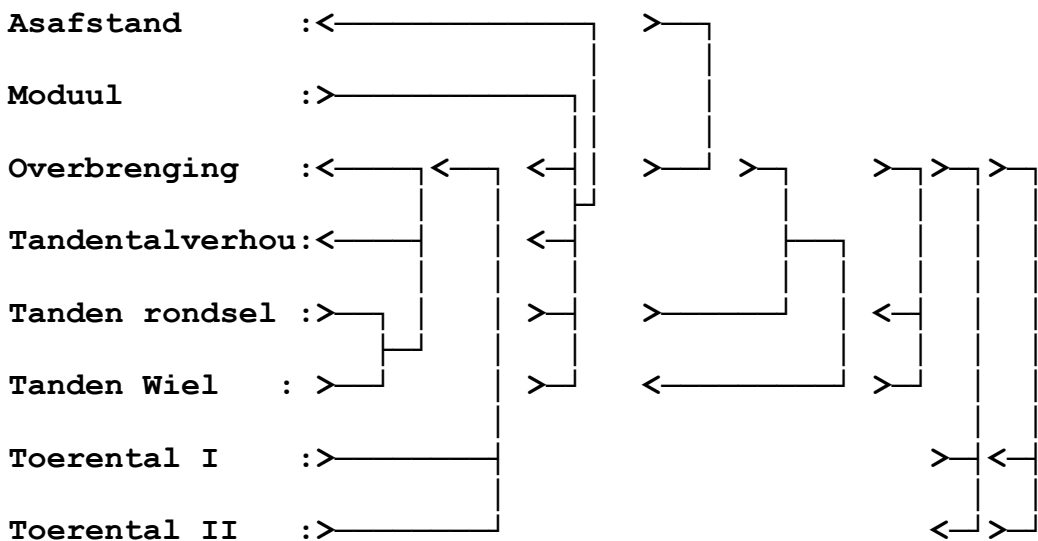 Asafstand :< >
Moduul :>
Overbrenging :< < < > > > > >
Tandentalverhou:< <
Tanden rondsel :> > > <
Tanden Wiel : > > < >
Toerental I :> > <
Toerental II :> < >